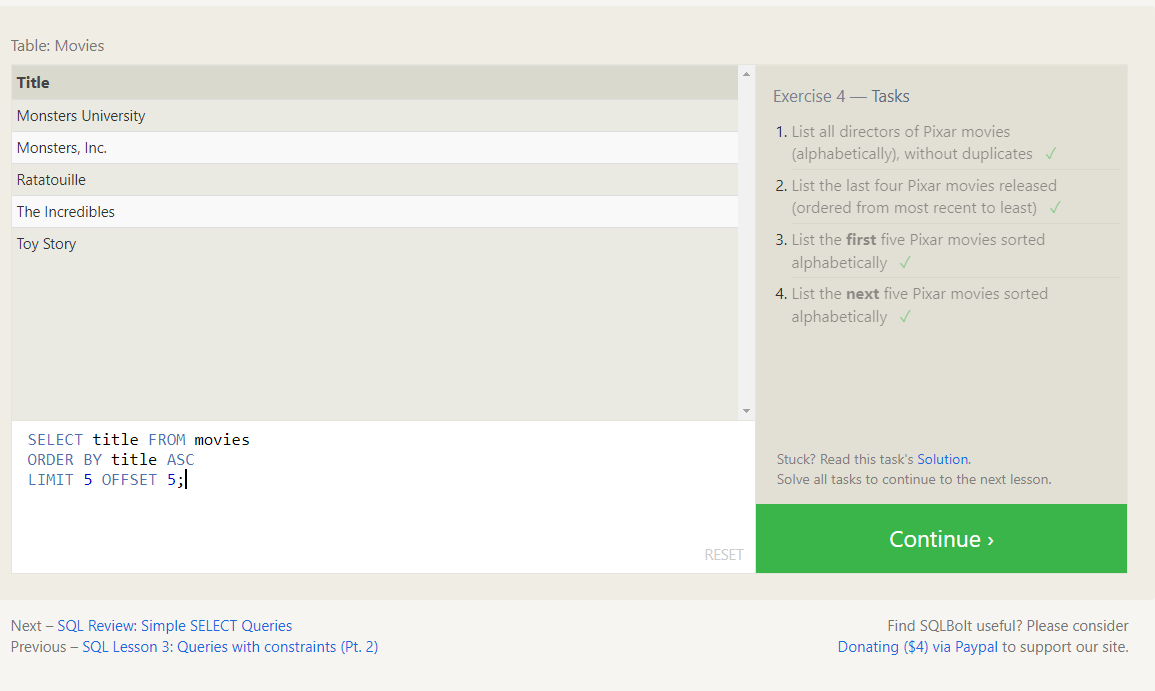 Table: Movies
Title
Monsters University
Monsters, Inc.
Ratatouille
The Incredibles
Toy Story
SELECT title FROM movies
ORDER BY title ASC
LIMIT 5 OFFSET 5;
RESET
Exercise 4 — Tasks
1. List all directors of Pixar movies
(alphabetically), without duplicates ✓
2. List the last four Pixar movies released
(ordered from most recent to least) ✓
3. List the first five Pixar movies sorted
alphabetically ✓
4. List the next five Pixar movies sorted
alphabetically ✓
Stuck? Read this task's Solution.
Solve all tasks to continue to the next lesson.
Continue ›
Next – SQL Review: Simple SELECT Queries
Previous – SQL Lesson 3: Queries with constraints (Pt. 2)
Find SQLBolt useful? Please consider
Donating ($4) via Paypal to support our site.